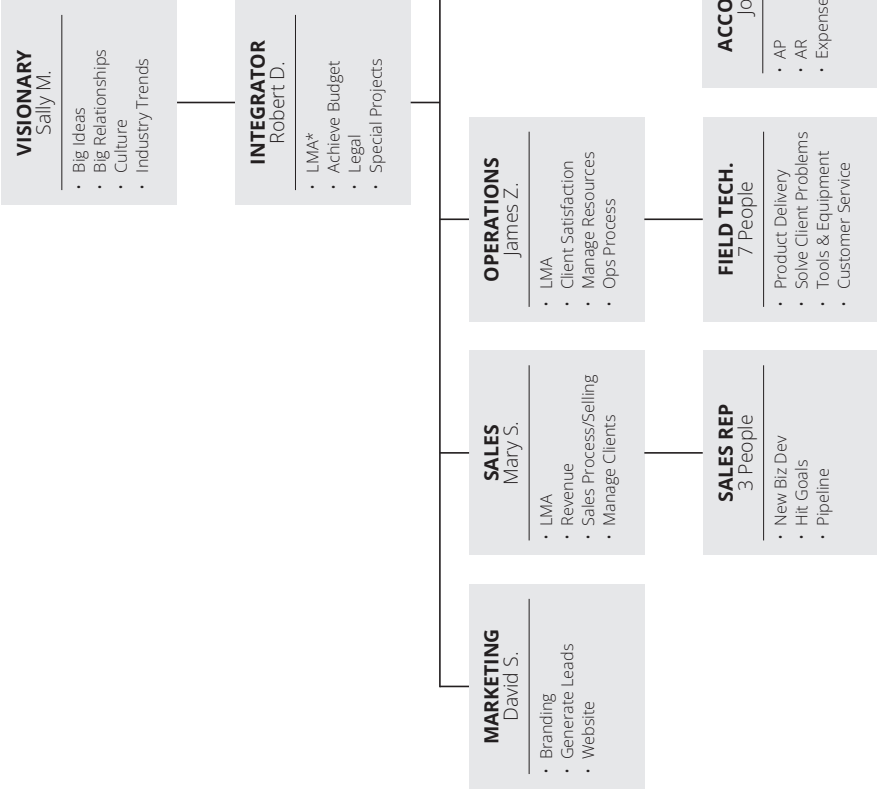 VISIONARY
Sally M.
· Big Ideas
· Big Relationships
· Culture
· Industry Trends
INTEGRATOR
Robert D.
· LMA*
· Achieve Budget
· Legal
· Special Projects
MARKETING
David S.
· Branding
· Generate Leads
· Website
SALES
Mary S.
· LMA
· Revenue
· Sales Process/Selling
· Manage Clients
OPERATIONS
James Z.
· LMA
· Client Satisfaction
· Manage Resources
· Ops Process
SALES REP
3 People
· New Biz Dev
· Hit Goals
· Pipeline
FIELD TECH.
7 People
· Product Delivery
· Solve Client Problems
· Tools & Equipment
· Customer Service
· AP
· AR